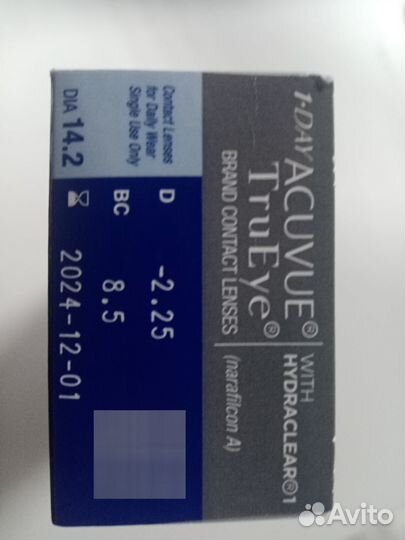 1·DAY ACUVUE® WITH
TruEye® HYDRACLEAR®1
BRAND CONTACT LENSES (narafilcon A)
D -2.25
BC 8.5
Contact Lenses
for Daily Wear
Single Use Only
DIA 14.2
2024-12-01
Avito